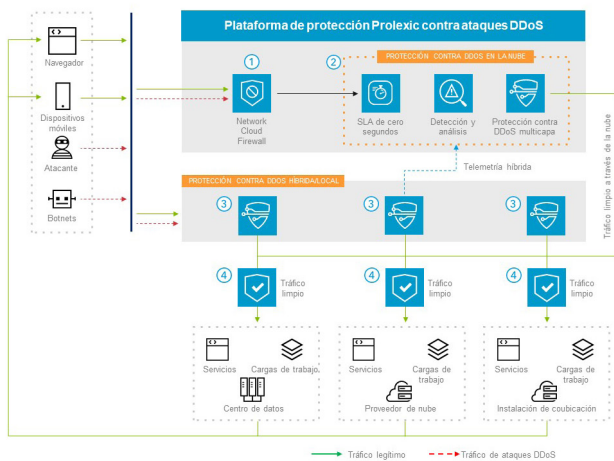 Plataforma de protección Prolexic contra ataques DDoS
PROTECCIÓN CONTRA DDOS EN LA NUBE
Navegador
Dispositivos
móviles
Atacante
Botnets
1
Network
Cloud
Firewall
2
SLA de cero
segundos
Detección y
análisis
Protección contra
DDoS multicapa
Telemetría híbrida
Tráfico limpio a través de la nube
PROTECCIÓN CONTRA DDOS HÍBRIDA/LOCAL
3
3
3
4
Tráfico
limpio
4
Tráfico
limpio
4
Tráfico
limpio
Servicios
Cargas de trabajo.
Centro de datos
Servicios
Cargas de
trabajo
Proveedor de nube
Servicios
Cargas de
trabajo
Instalación de coubicación
Tráfico legítimo
Tráfico de ataques DDoS